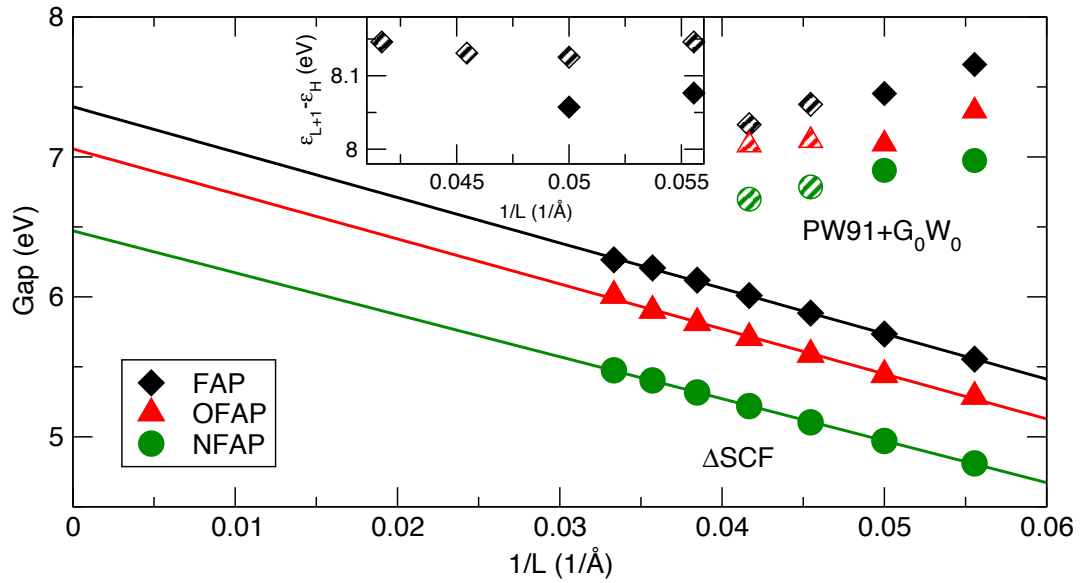 8
7
6
5
Gap (eV)
0
0.01
0.02
0.03
0.04
0.05
0.06
1/L (1/Å)
8.1
8
ε_{L+1}-ε_H (eV)
0.045
0.05
0.055
1/L (1/Å)
PW91+G₀W₀
FAP
OFAP
NFAP
ΔSCF